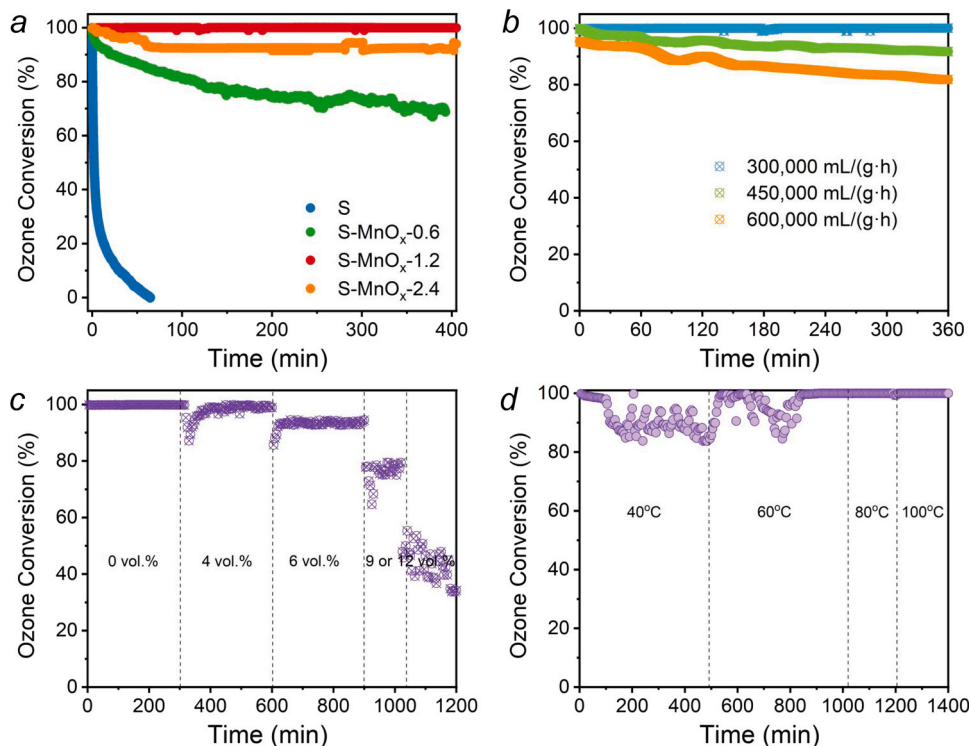 a
Ozone Conversion (%)
100
80
60
40
20
0
S
S-MnOx-0.6
S-MnOx-1.2
S-MnOx-2.4
0 100 200 300 400
Time (min)
b
Ozone Conversion (%)
100
80
60
40
20
0
300,000 mL/(g·h)
450,000 mL/(g·h)
600,000 mL/(g·h)
0 60 120 180 240 300 360
Time (min)
c
Ozone Conversion (%)
100
80
60
40
20
0
0 vol.% 4 vol.% 6 vol.% 9 or 12 vol.%
0 200 400 600 800 1000 1200
Time (min)
d
Ozone Conversion (%)
100
80
60
40
20
0
40°C 60°C 80°C 100°C
0 200 400 600 800 1000 1200 1400
Time (min)